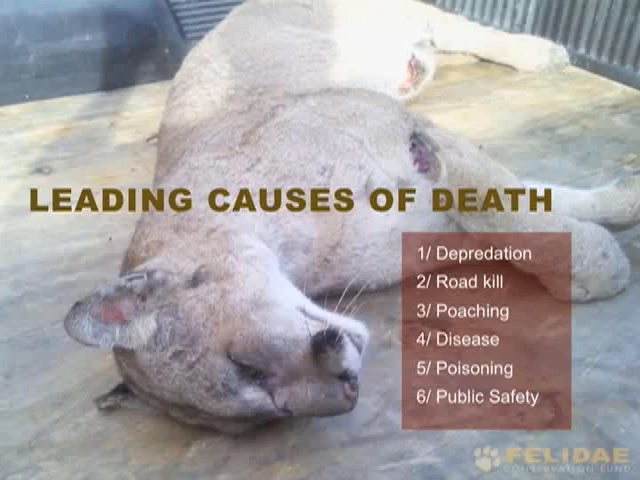 LEADING CAUSES OF DEATH
1/ Depredation
2/ Road kill
3/ Poaching
4/ Disease
5/ Poisoning
6/ Public Safety
FELIDAE
CONSERVATION FUND